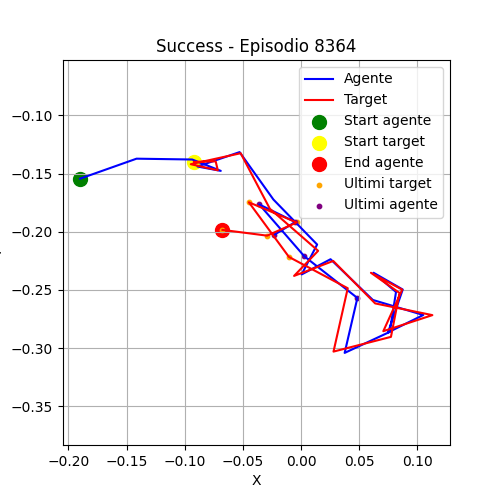 Success - Episodio 8364
Agente
Target
Start agente
Start target
End agente
Ultimi target
Ultimi agente
−0.10
−0.15
−0.20
−0.25
−0.30
−0.35
−0.20
−0.15
−0.10
−0.05
0.00
0.05
0.10
X